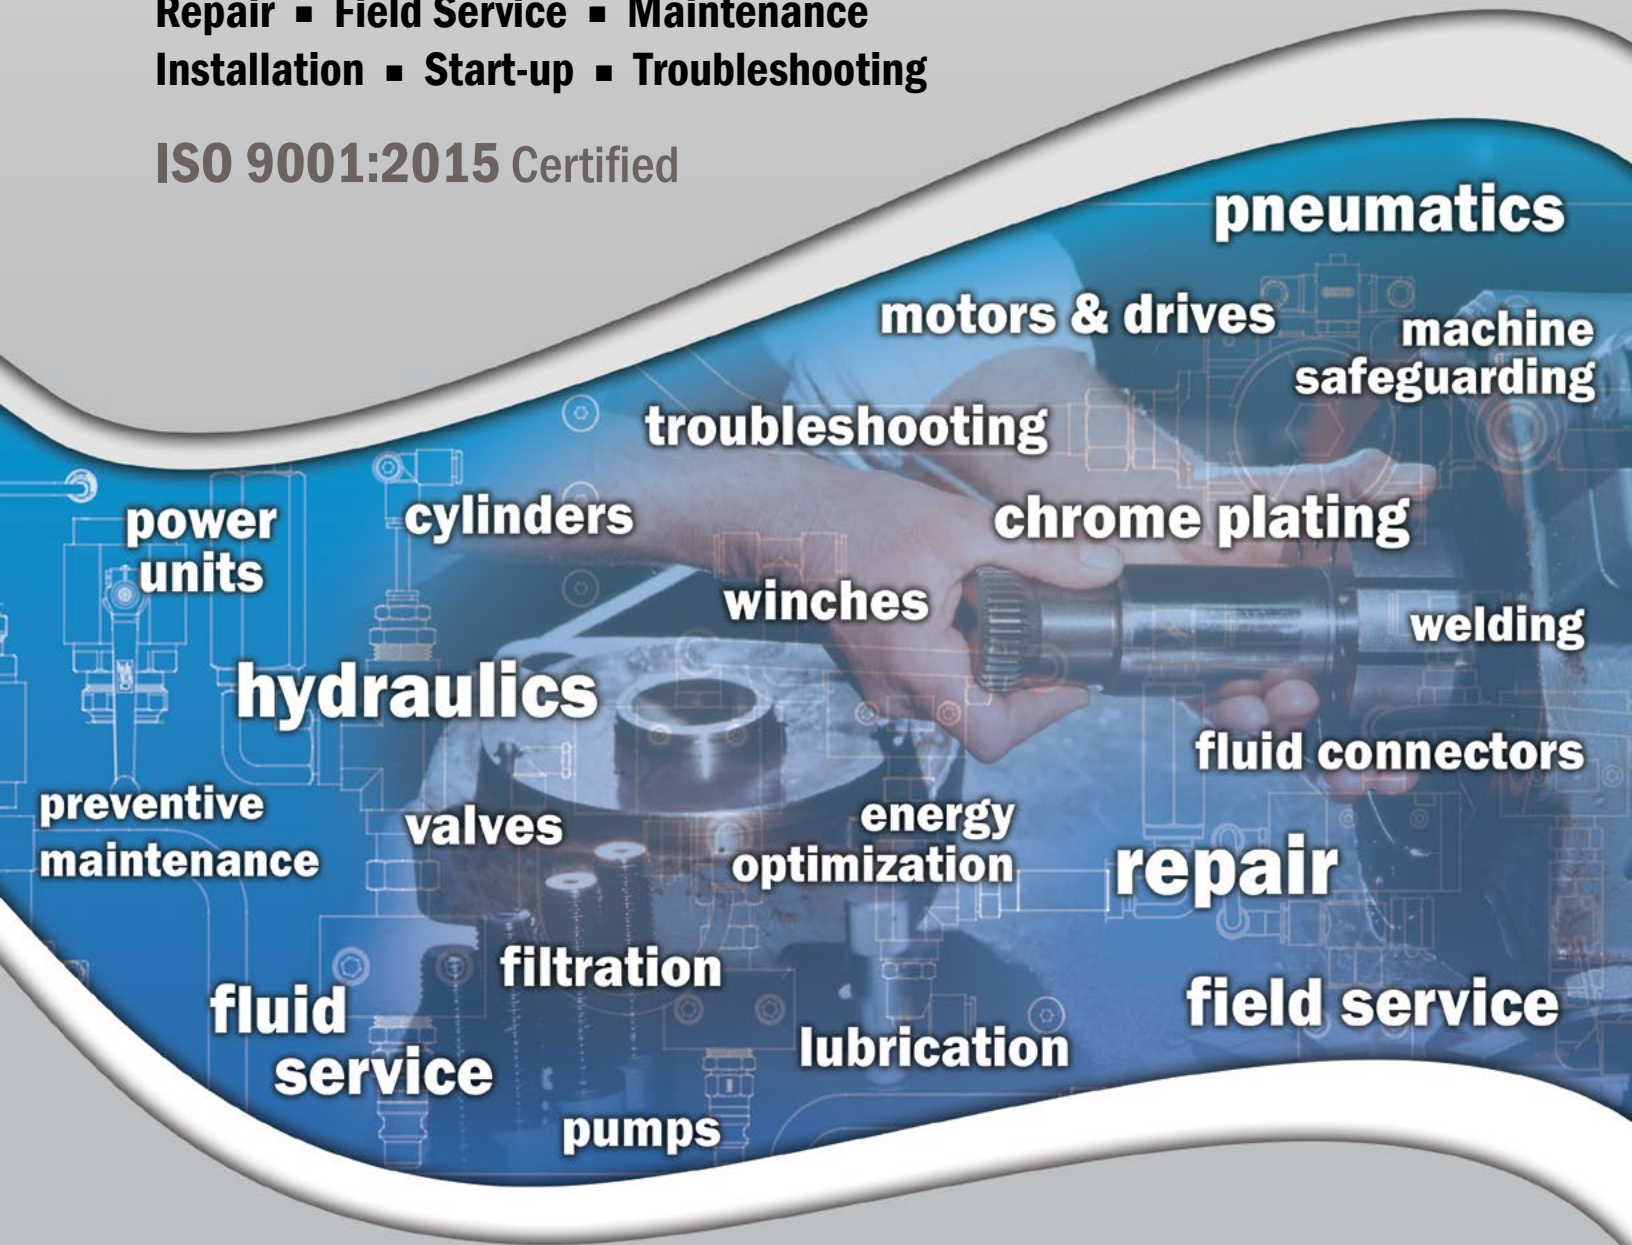 Repair ▪ Field Service ▪ Maintenance
Installation ▪ Start-up ▪ Troubleshooting
ISO 9001:2015 Certified
pneumatics
motors & drives
machine
safeguarding
troubleshooting
power
units
cylinders
chrome plating
winches
welding
hydraulics
fluid connectors
preventive
maintenance
valves
energy
optimization
repair
filtration
fluid
service
field service
lubrication
pumps